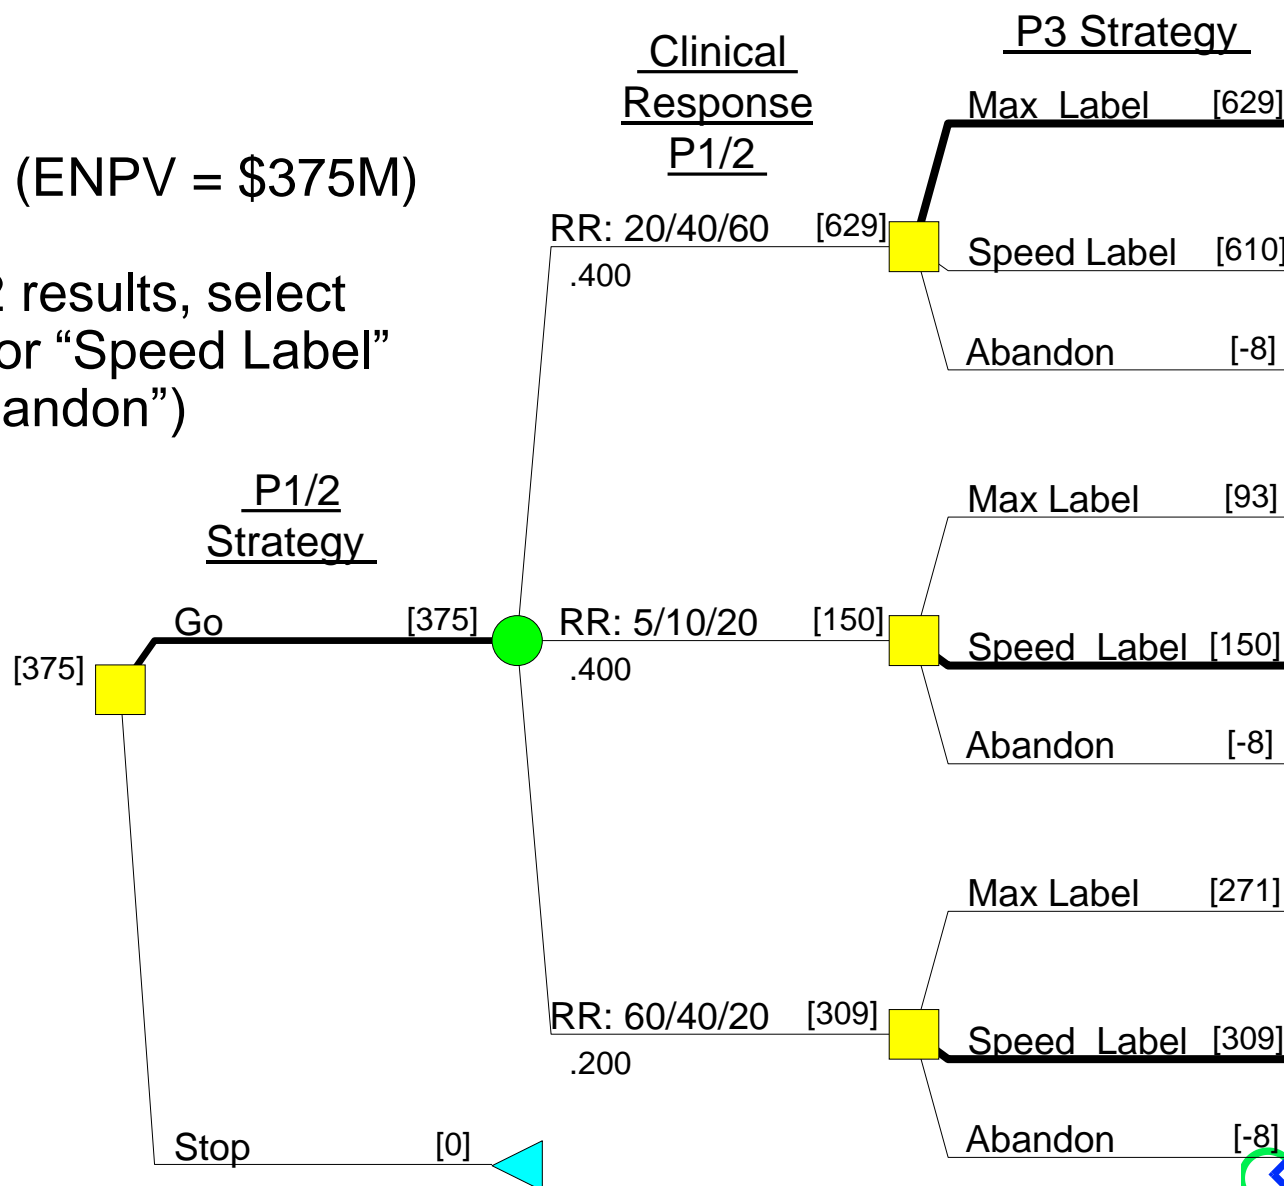 (ENPV = $375M)
2 results, select
or “Speed Label”
andon”)
Clinical
Response
P1/2
P3 Strategy
P1/2
Strategy
[375]
Go [375]
Stop [0]
RR: 20/40/60 [629]
.400
Max Label [629]
Speed Label [610]
Abandon [-8]
RR: 5/10/20 [150]
.400
Max Label [93]
Speed Label [150]
Abandon [-8]
RR: 60/40/20 [309]
.200
Max Label [271]
Speed Label [309]
Abandon [-8]